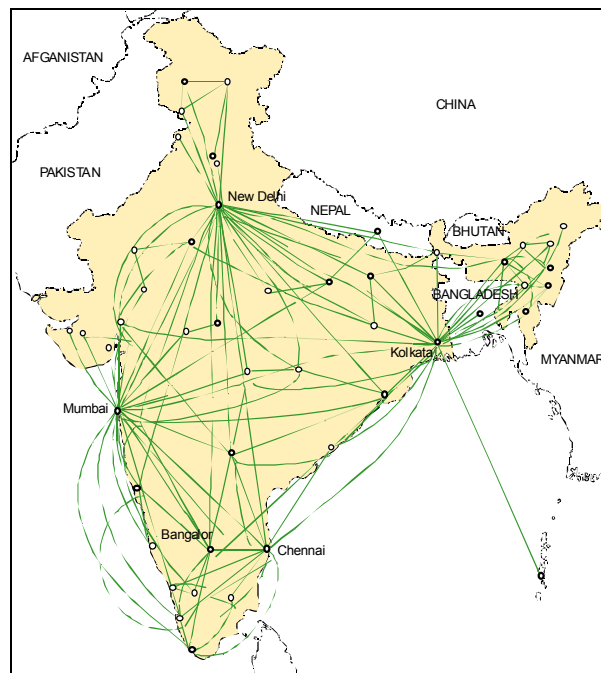 AFGANISTAN
CHINA
PAKISTAN
New Delhi
NEPAL
BHUTAN
BANGLADESH
Kolkata
MYANMAR
Mumbai
Bangalor
Chennai